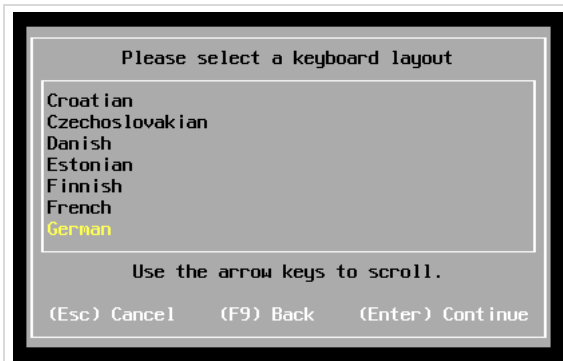 Please select a keyboard layout
Croatian
Czechoslovakian
Danish
Estonian
Finnish
French
German
Use the arrow keys to scroll.
(Esc) Cancel (F9) Back (Enter) Continue